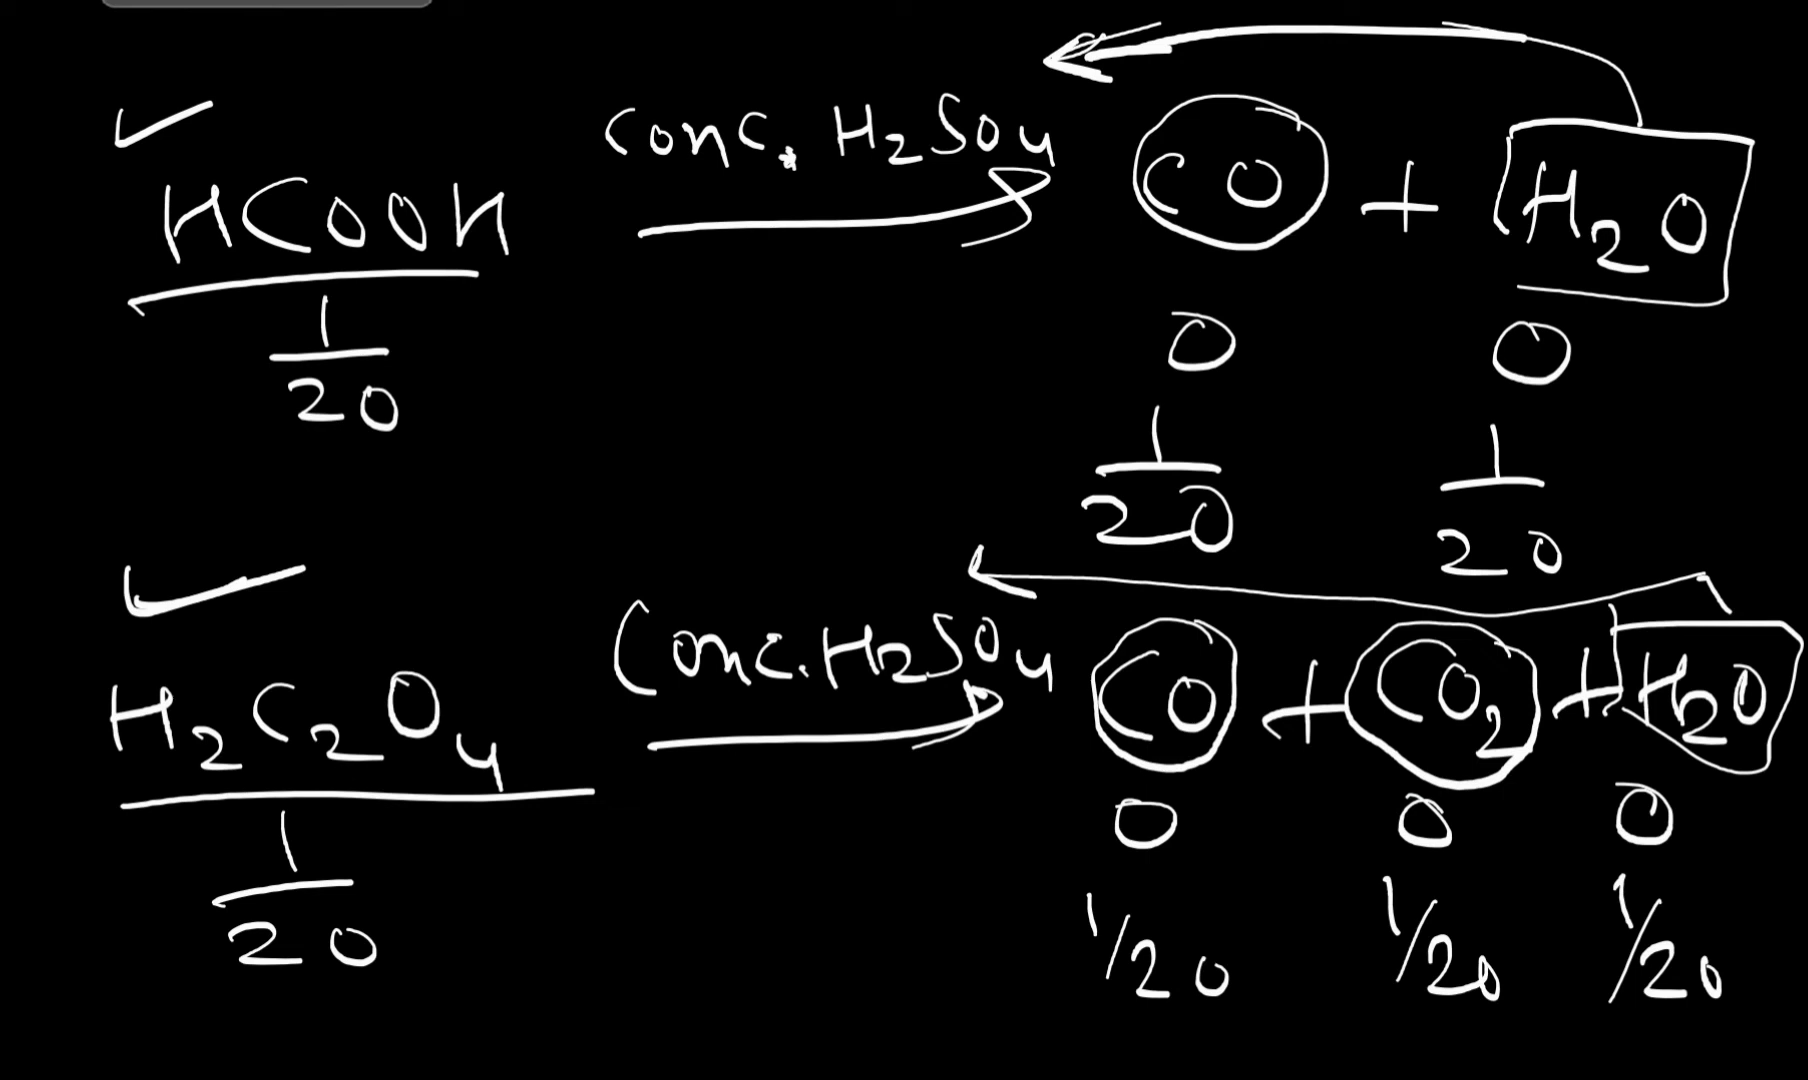 HCOOH conc. H2SO4 CO + H2O
1/20 0 0
1/20 1/20
H2C2O4 Conc. H2SO4 CO + CO2 + H2O
1/20 0 0 0
1/20 1/20 1/20